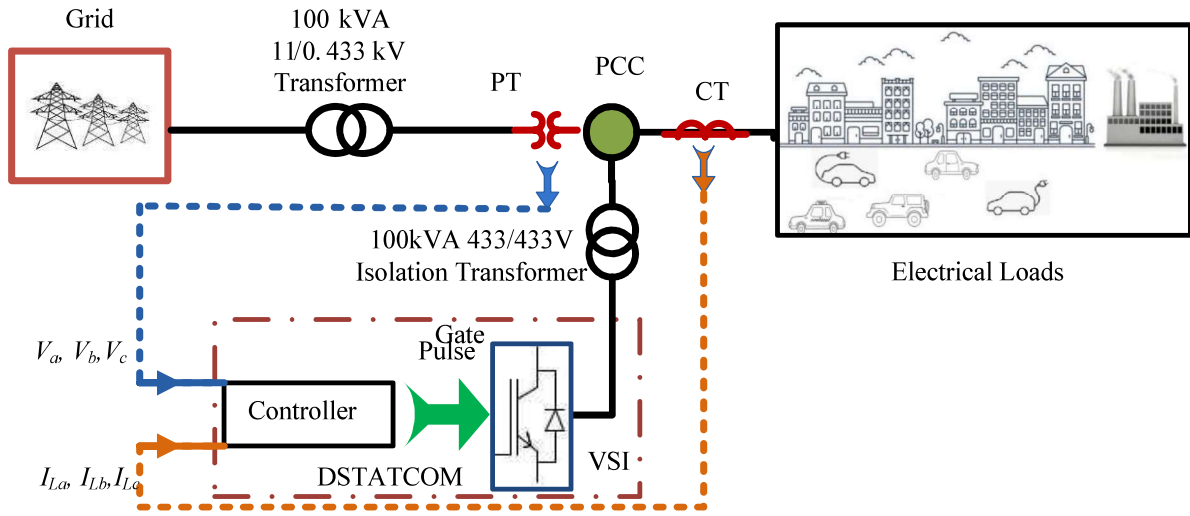 Grid
100 kVA
11/0. 433 kV
Transformer
PT
PCC
CT
100kVA 433/433V
Isolation Transformer
Electrical Loads
Va, Vb,Vc
Gate
Pulse
Controller
ILa, ILb,ILc
DSTATCOM
VSI